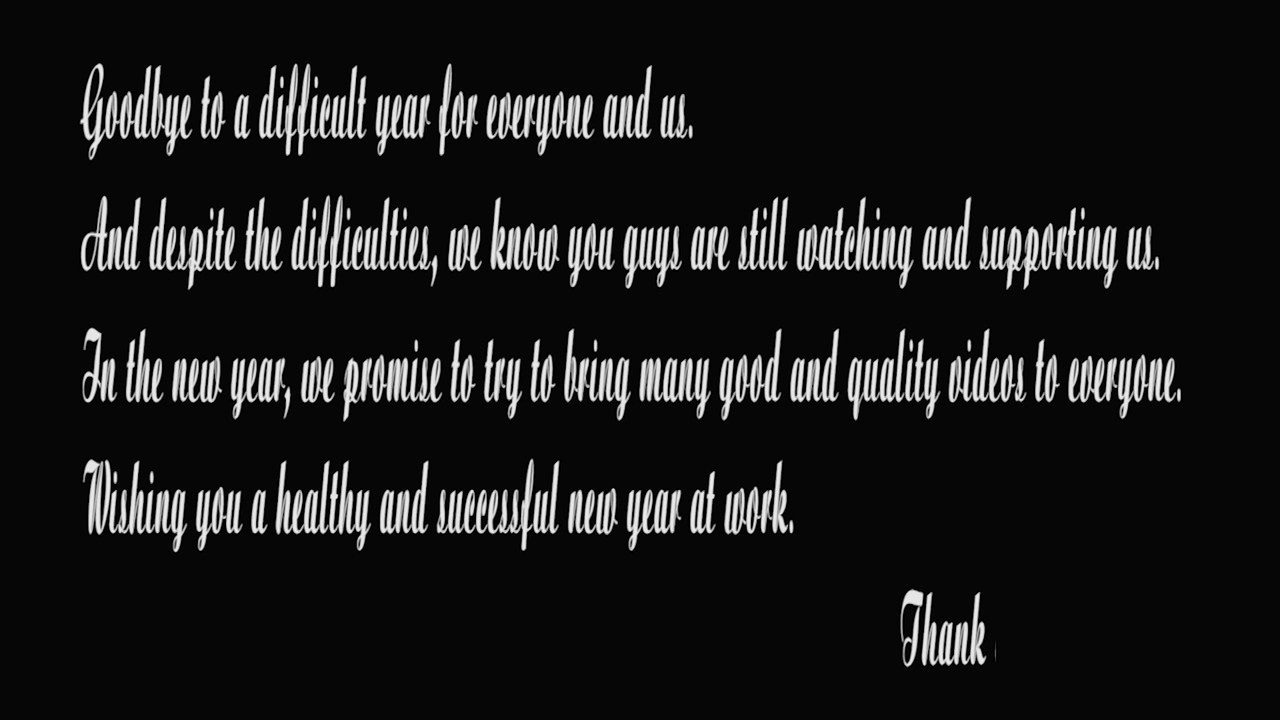 Goodbye to a difficult year for everyone and us.
And despite the difficulties, we know you guys are still watching and supporting us.
In the new year, we promise to try to bring many good and quality videos to everyone.
Wishing you a healthy and successful new year at work.
Thank